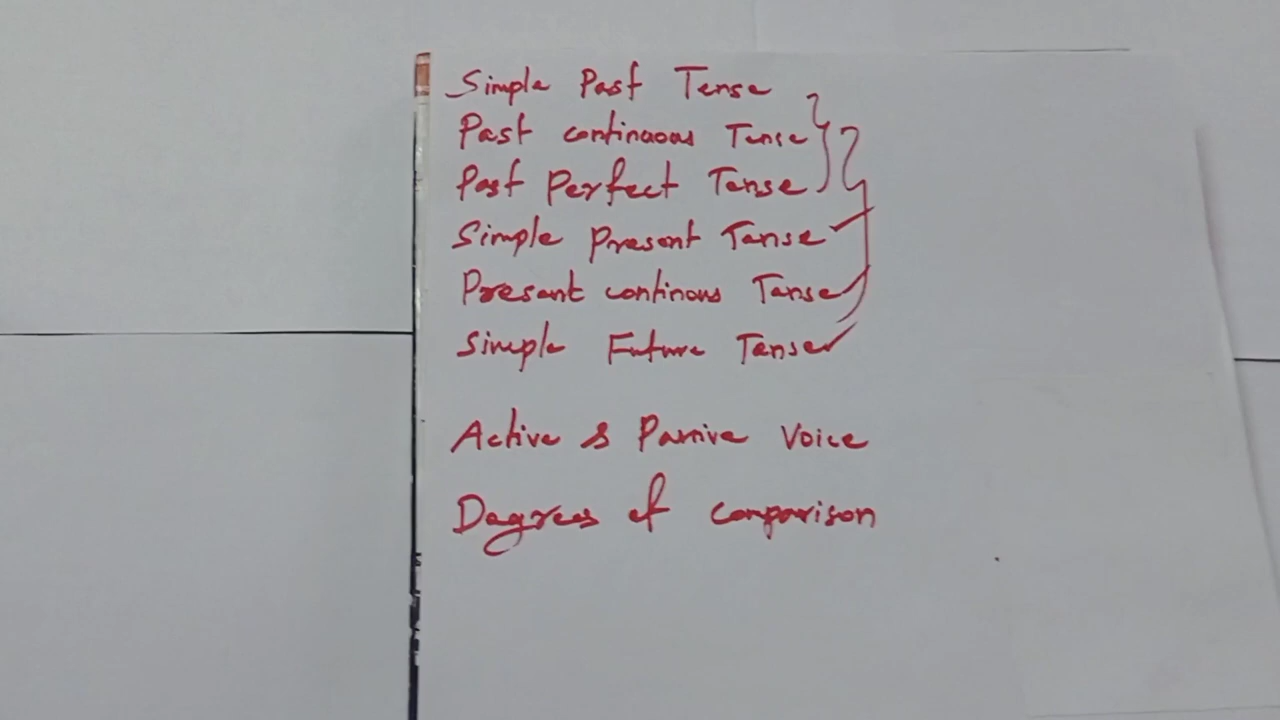 Simple Past Tense
Past continuous Tense
Past Perfect Tense
Simple Present Tense
Present continous Tense
Simple Future Tense
Active & Passive Voice
Degrees of comparison